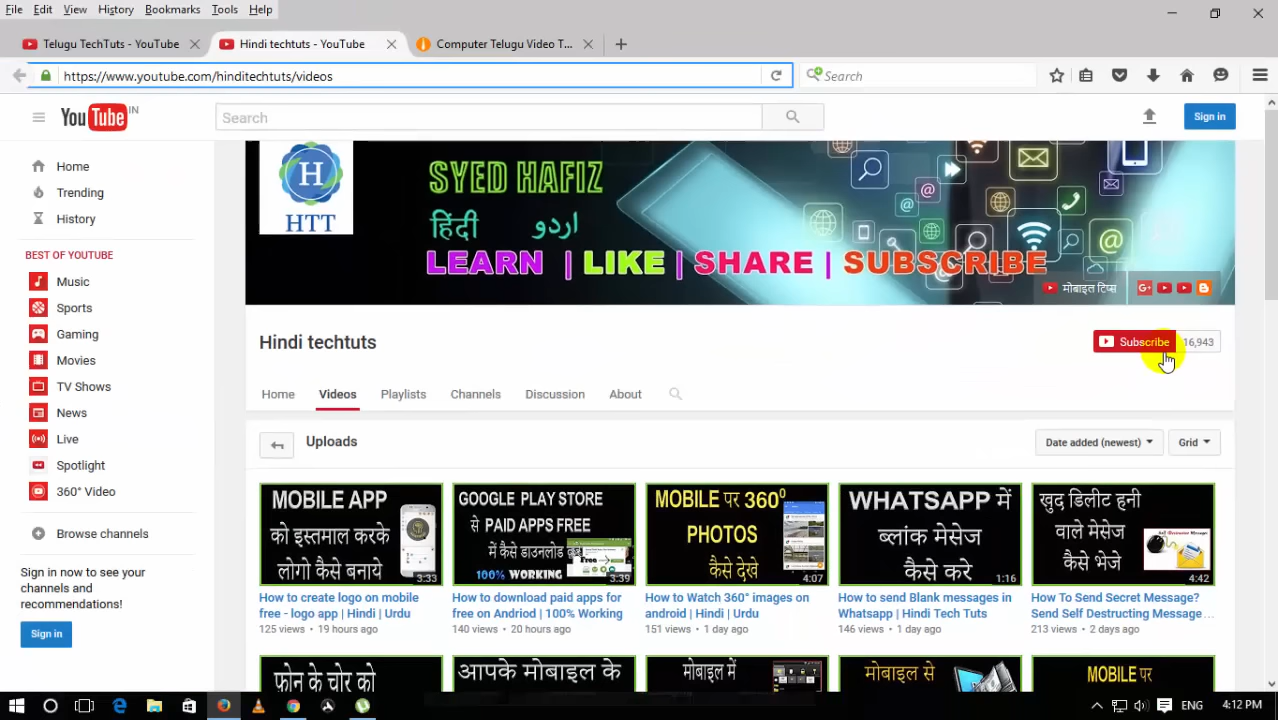 File Edit View History Bookmarks Tools Help
Telugu TechTuts - YouTube
Hindi techtuts - YouTube
Computer Telugu Video T...
https://www.youtube.com/hinditechtuts/videos
Search
YouTube IN
Search
Sign in
Home
Trending
History
BEST OF YOUTUBE
Music
Sports
Gaming
Movies
TV Shows
News
Live
Spotlight
360° Video
Browse channels
Sign in now to see your
channels and
recommendations!
Sign in
H
HTT
SYED HAFIZ
हिंदी اردو
LEARN | LIKE | SHARE | SUBSCRIBE
मोबाइल टिप्स
Hindi techtuts
Subscribe 16,943
Home Videos Playlists Channels Discussion About
Uploads
Date added (newest) Grid
MOBILE APP
को इस्तमाल करके
लोगो कैसे बनाये
3:33
How to create logo on mobile
free - logo app | Hindi | Urdu
125 views • 19 hours ago
GOOGLE PLAY STORE
से PAID APPS FREE
में कैसे डाउनलोड
100% WORKING
Free
3:39
How to download paid apps for
free on Andriod | 100% Working
140 views • 20 hours ago
MOBILE पर 360⁰
PHOTOS
कैसे देखे
4:07
How to Watch 360° images on
android | Hindi | Urdu
151 views • 1 day ago
WHATSAPP में
ब्लांक मेसेज
कैसे करे
1:16
How to send Blank messages in
Whatsapp | Hindi Tech Tuts
146 views • 1 day ago
खुद डिलीट हनी
वाले मेसेज
कैसे भेजे
4:42
How To Send Secret Message?
Send Self Destructing Message...
213 views • 2 days ago
फ़ोन के चोर को
आपके मोबाइल के
मोबाइल में
मोबाइल से
MOBILE पर
ENG 4:12 PM